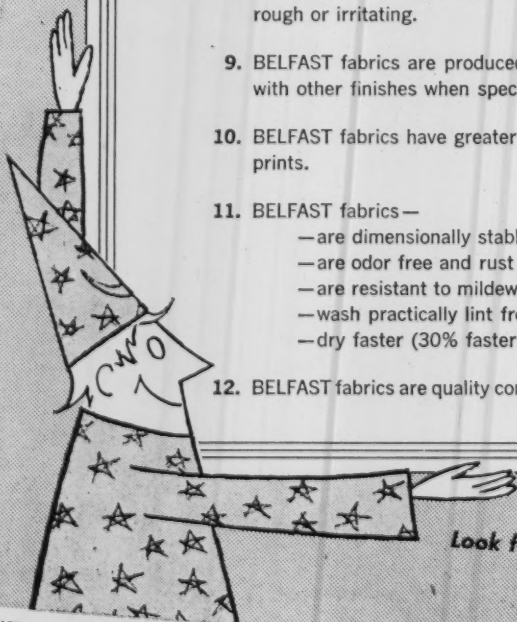 rough or irritating.
9. BELFAST fabrics are produced
with other finishes when spec
10. BELFAST fabrics have greater
prints.
11. BELFAST fabrics—
—are dimensionally stabl
—are odor free and rust
—are resistant to mildew
—wash practically lint fre
—dry faster (30% faster
12. BELFAST fabrics are quality con
Look f